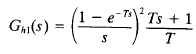 G_{h1}(s) = \left( \frac{1 - e^{-Ts}}{s} \right)^2 \frac{Ts + 1}{T}